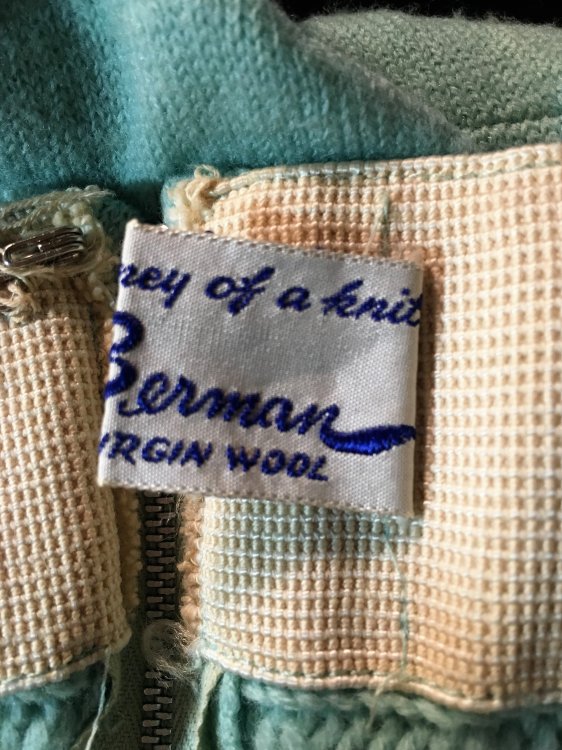 ney of a knit
Berman
VIRGIN WOOL